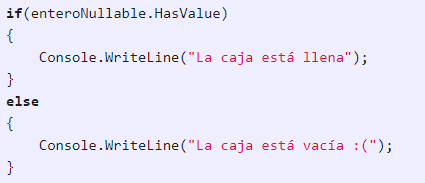 if(enteroNullable.HasValue)
{
    Console.WriteLine("La caja está llena");
}
else
{
    Console.WriteLine("La caja está vacía :(");
}